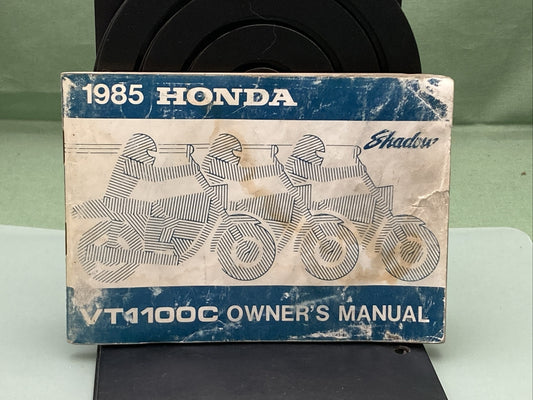 1985 HONDA
Shadow
VT1100C OWNER'S MANUAL